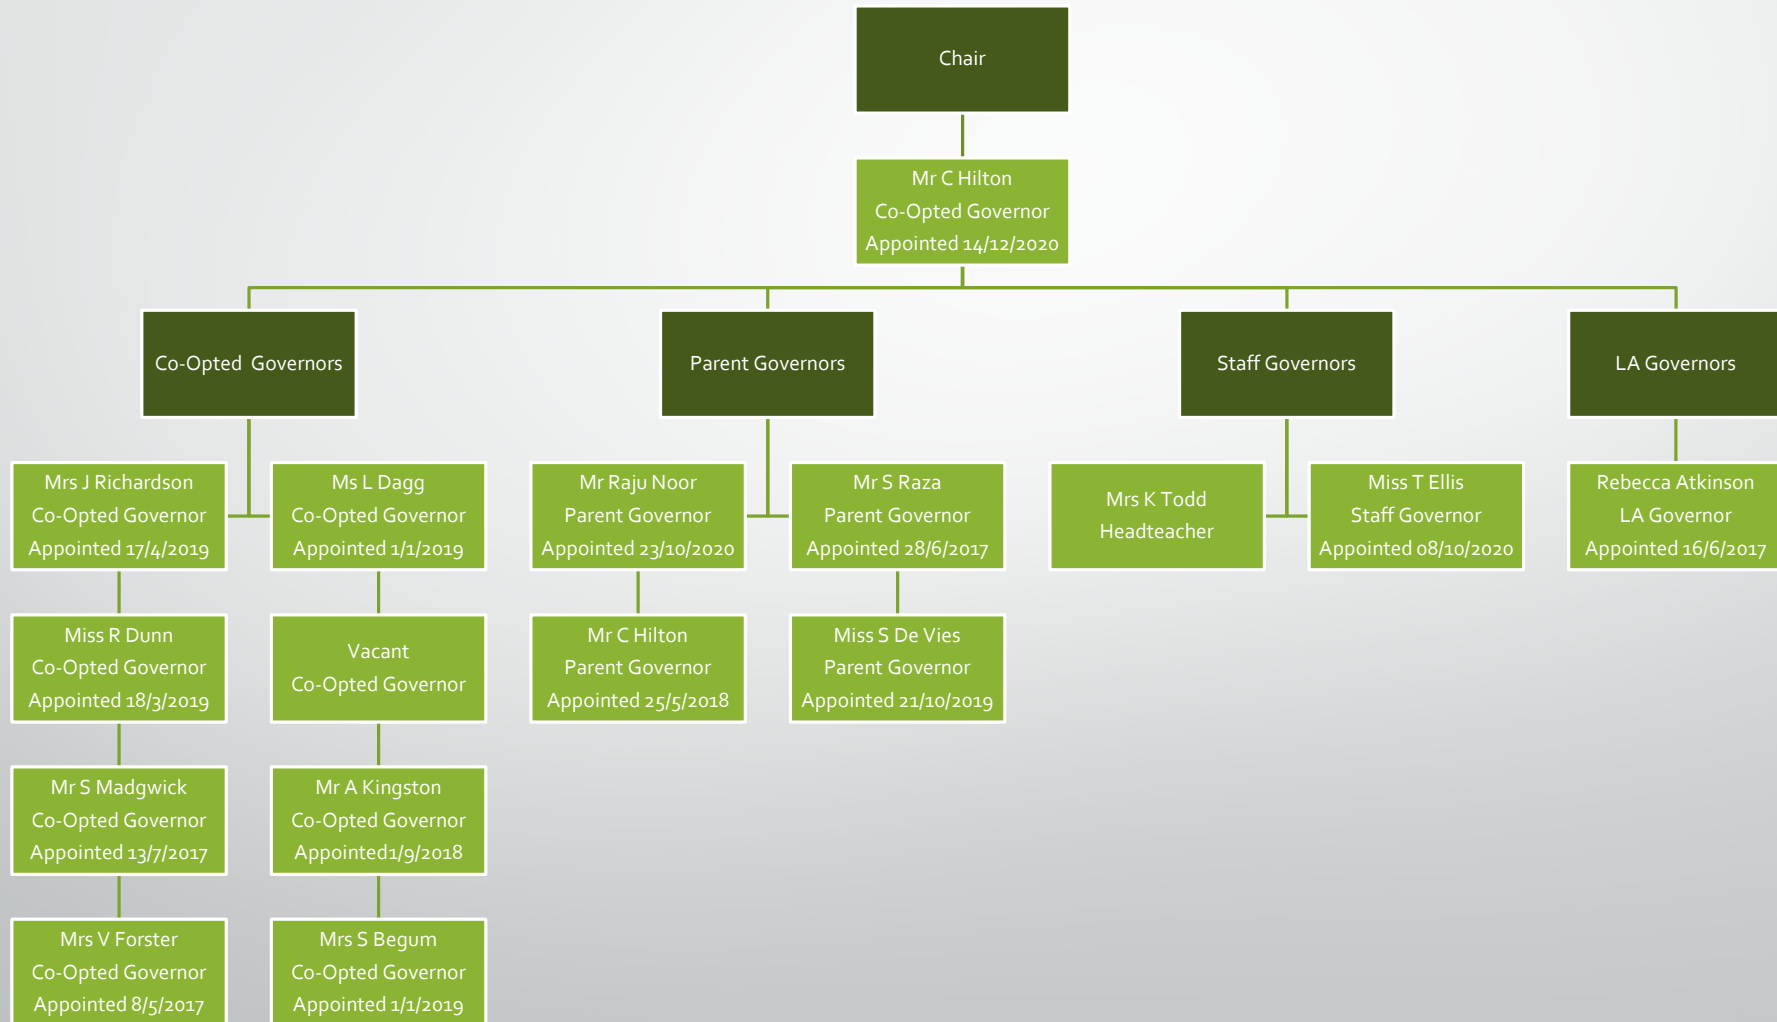 Chair
Mr C Hilton
Co-Opted Governor
Appointed 14/12/2020
Co-Opted  Governors
Parent Governors
Staff Governors
LA Governors
Mrs J Richardson
Co-Opted Governor
Appointed 17/4/2019
Ms L Dagg
Co-Opted Governor
Appointed 1/1/2019
Mr Raju Noor
Parent Governor
Appointed 23/10/2020
Mr S Raza
Parent Governor
Appointed 28/6/2017
Mrs K Todd
Headteacher
Miss T Ellis
Staff Governor
Appointed 08/10/2020
Rebecca Atkinson
LA Governor
Appointed 16/6/2017
Miss R Dunn
Co-Opted Governor
Appointed 18/3/2019
Vacant
Co-Opted Governor
Mr C Hilton
Parent Governor
Appointed 25/5/2018
Miss S De Vies
Parent Governor
Appointed 21/10/2019
Mr S Madgwick
Co-Opted Governor
Appointed 13/7/2017
Mr A Kingston
Co-Opted Governor
Appointed1/9/2018
Mrs V Forster
Co-Opted Governor
Appointed 8/5/2017
Mrs S Begum
Co-Opted Governor
Appointed 1/1/2019